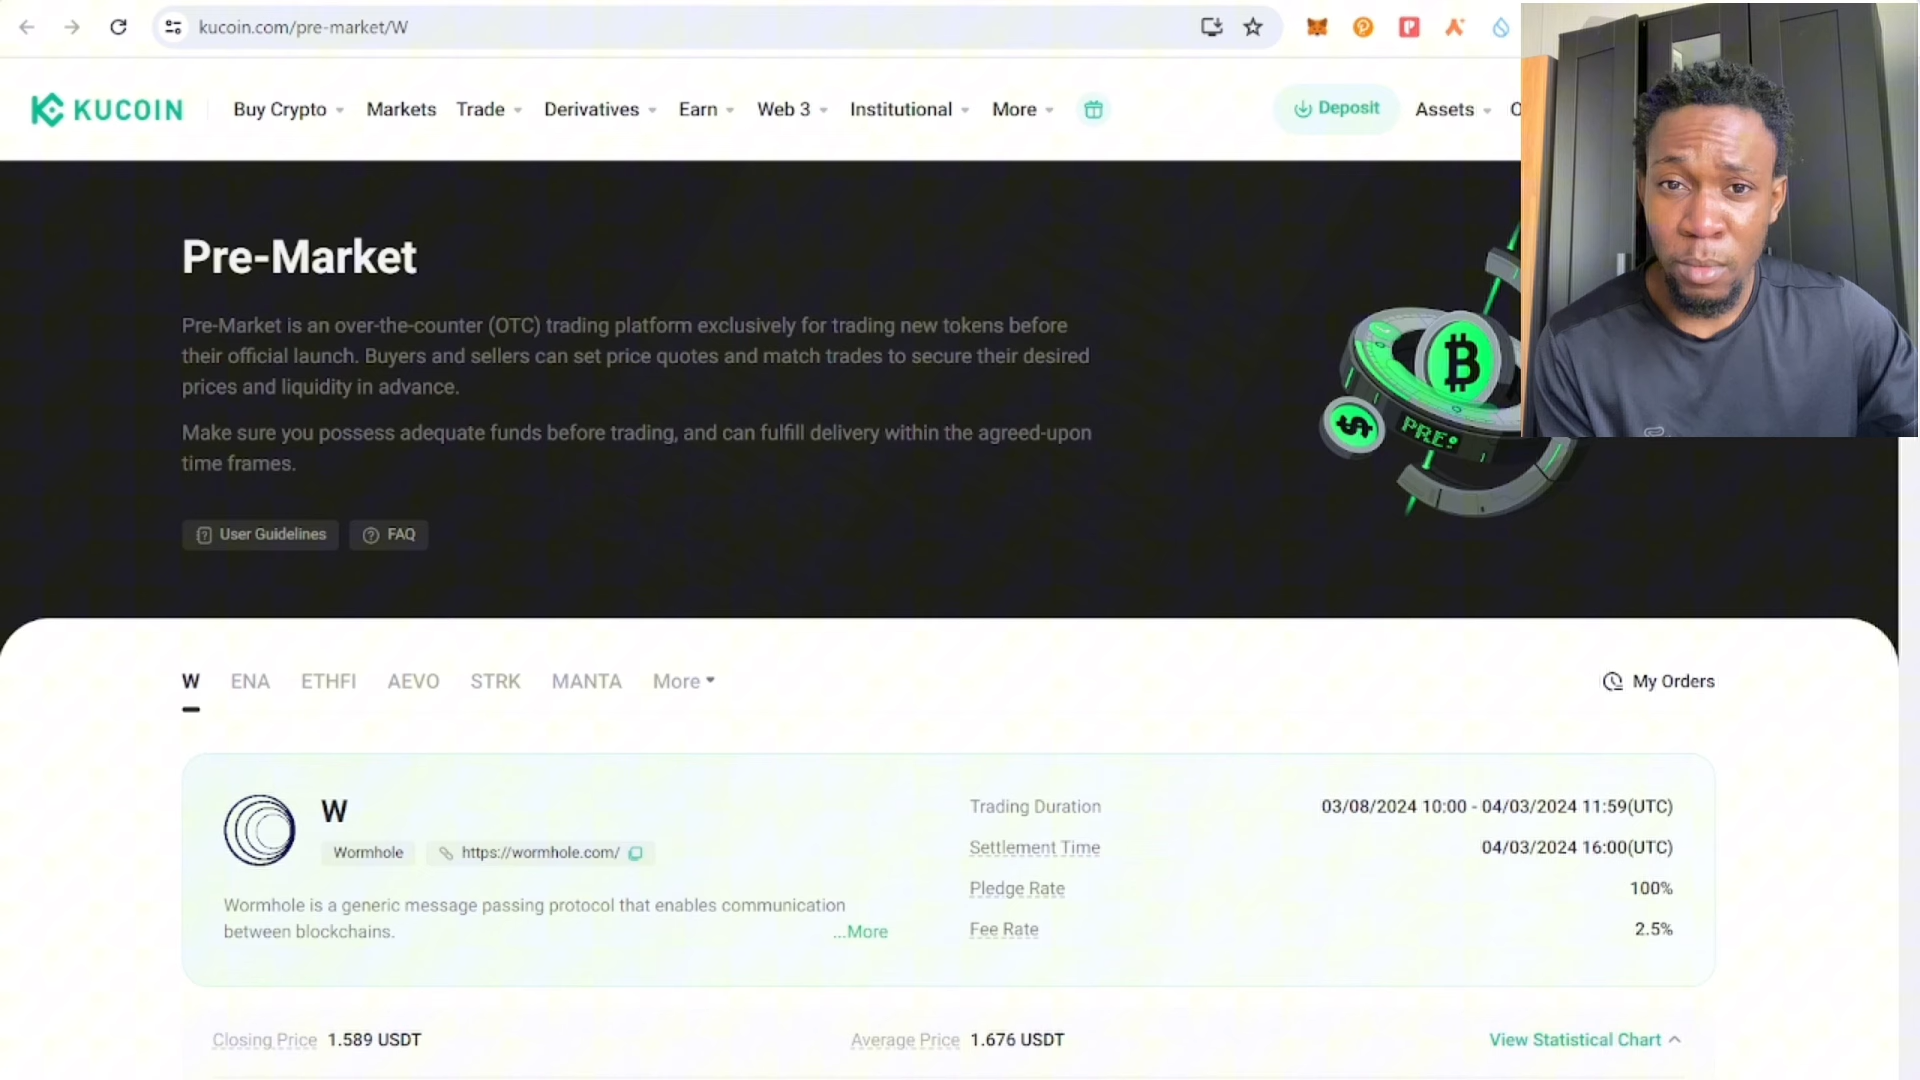 kucoin.com/pre-market/W
KUCOIN
Buy Crypto
Markets
Trade
Derivatives
Earn
Web 3
Institutional
More
Deposit
Assets
Pre-Market
Pre-Market is an over-the-counter (OTC) trading platform exclusively for trading new tokens before
their official launch. Buyers and sellers can set price quotes and match trades to secure their desired
prices and liquidity in advance.
Make sure you possess adequate funds before trading, and can fulfill delivery within the agreed-upon
time frames.
User Guidelines
FAQ
PRE
W
ENA
ETHFI
AEVO
STRK
MANTA
More
My Orders
W
Wormhole
https://wormhole.com/
Wormhole is a generic message passing protocol that enables communication
between blockchains.
...More
Trading Duration
03/08/2024 10:00 - 04/03/2024 11:59(UTC)
Settlement Time
04/03/2024 16:00(UTC)
Pledge Rate
100%
Fee Rate
2.5%
Closing Price 1.589 USDT
Average Price 1.676 USDT
View Statistical Chart